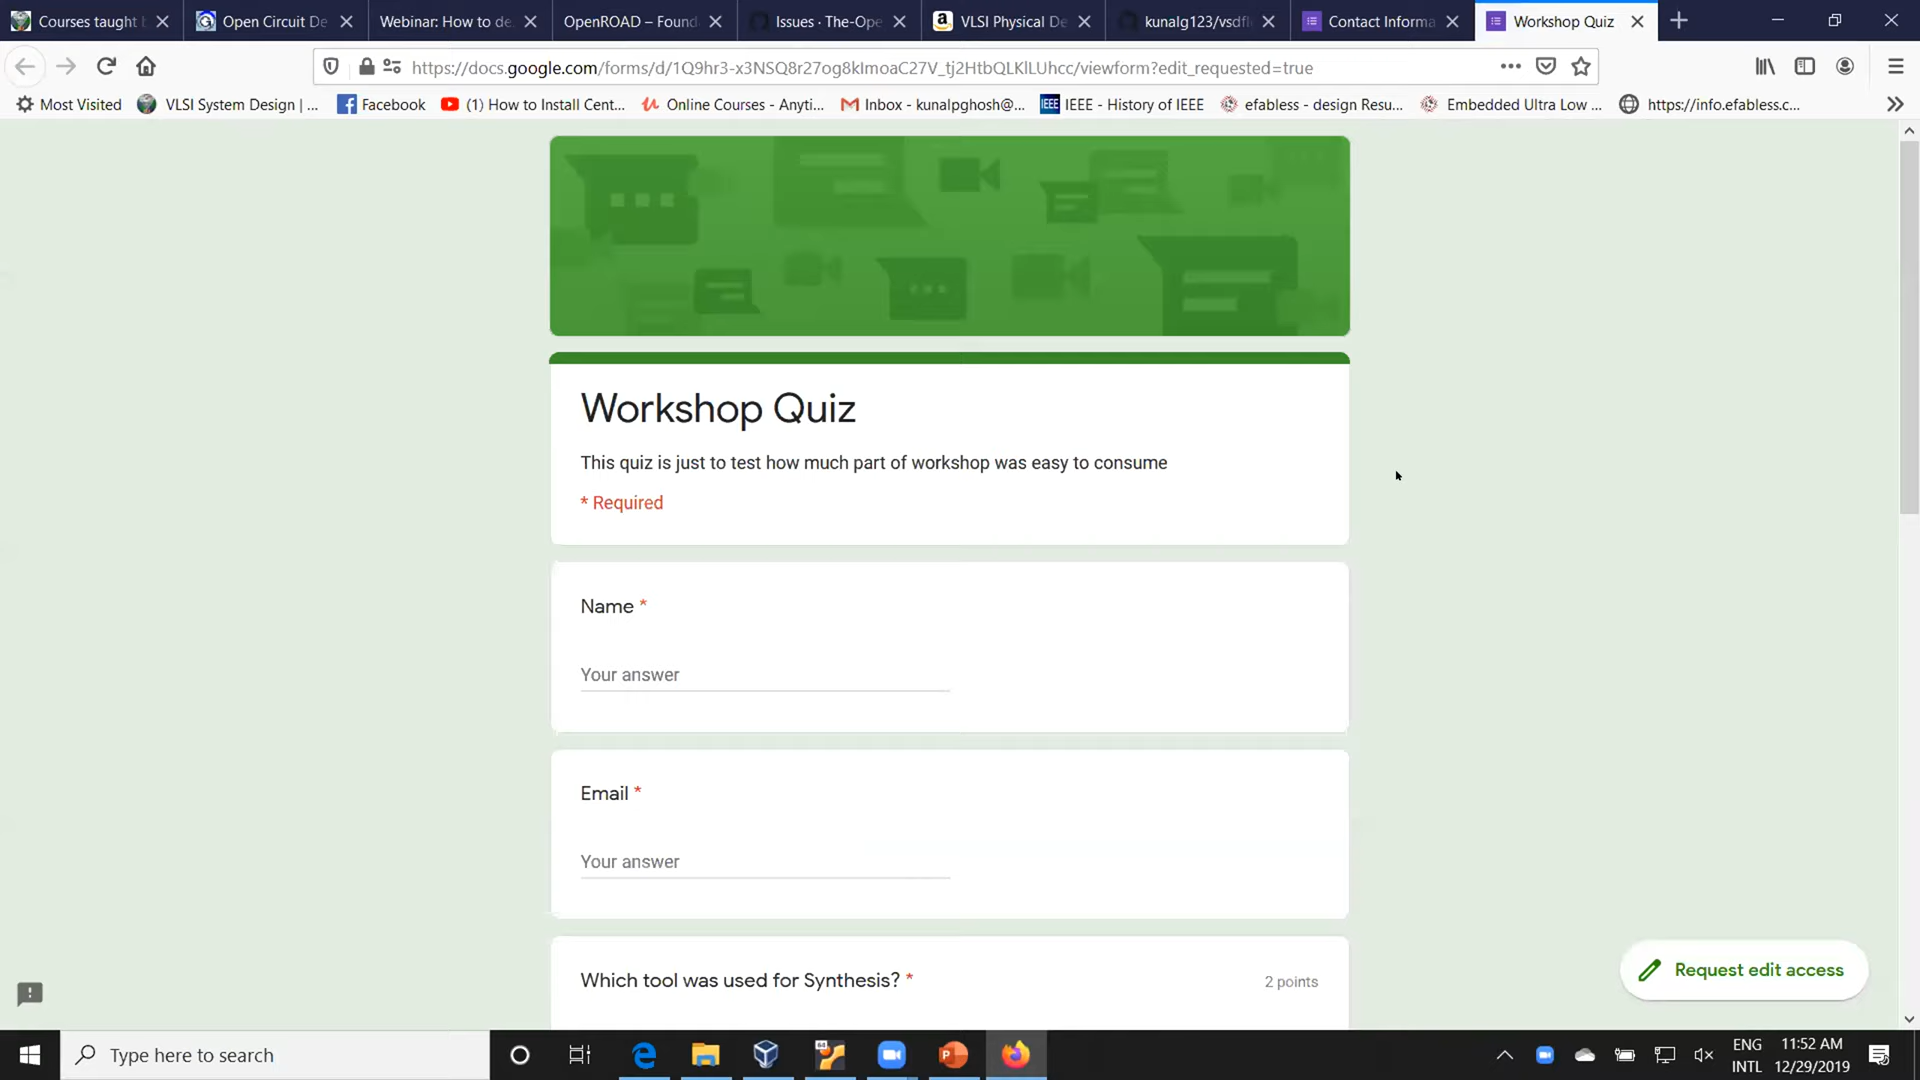 Courses taught b
Open Circuit De
Webinar: How to de
OpenROAD – Found
Issues · The-Ope
VLSI Physical De
kunalg123/vsdfl
Contact Informa
Workshop Quiz
https://docs.google.com/forms/d/1Q9hr3-x3NSQ8r27og8kImoaC27V_tj2HtbQLKlLUhcc/viewform?edit_requested=true
Most Visited
VLSI System Design | ...
Facebook
(1) How to Install Cent...
Online Courses - Anyti...
Inbox - kunalpghosh@...
IEEE - History of IEEE
efabless - design Resu...
Embedded Ultra Low ...
https://info.efabless.c...
Workshop Quiz
This quiz is just to test how much part of workshop was easy to consume
* Required
Name *
Your answer
Email *
Your answer
Which tool was used for Synthesis? *
2 points
Request edit access
Type here to search
ENG
INTL
11:52 AM
12/29/2019